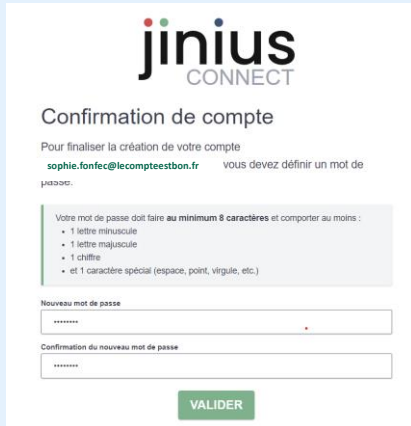 jinius
CONNECT
Confirmation de compte
Pour finaliser la création de votre compte
sophie.fonfec@lecompteestbon.fr vous devez définir un mot de
passe.
Votre mot de passe doit faire au minimum 8 caractères et comporter au moins :
• 1 lettre minuscule
• 1 lettre majuscule
• 1 chiffre
• et 1 caractère spécial (espace, point, virgule, etc.)
Nouveau mot de passe
••••••••
Confirmation du nouveau mot de passe
••••••••
VALIDER